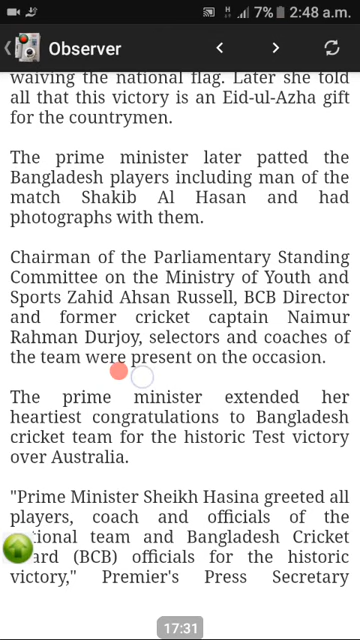 H 7% 2:48 a.m.
Observer
waiving the national flag. Later she told
all that this victory is an Eid-ul-Azha gift
for the countrymen.
The prime minister later patted the
Bangladesh players including man of the
match Shakib Al Hasan and had
photographs with them.
Chairman of the Parliamentary Standing
Committee on the Ministry of Youth and
Sports Zahid Ahsan Russell, BCB Director
and former cricket captain Naimur
Rahman Durjoy, selectors and coaches of
the team were present on the occasion.
The prime minister extended her
heartiest congratulations to Bangladesh
cricket team for the historic Test victory
over Australia.
"Prime Minister Sheikh Hasina greeted all
players, coach and officials of the
tional team and Bangladesh Cricket
ard (BCB) officials for the historic
victory," Premier's Press Secretary
17:31